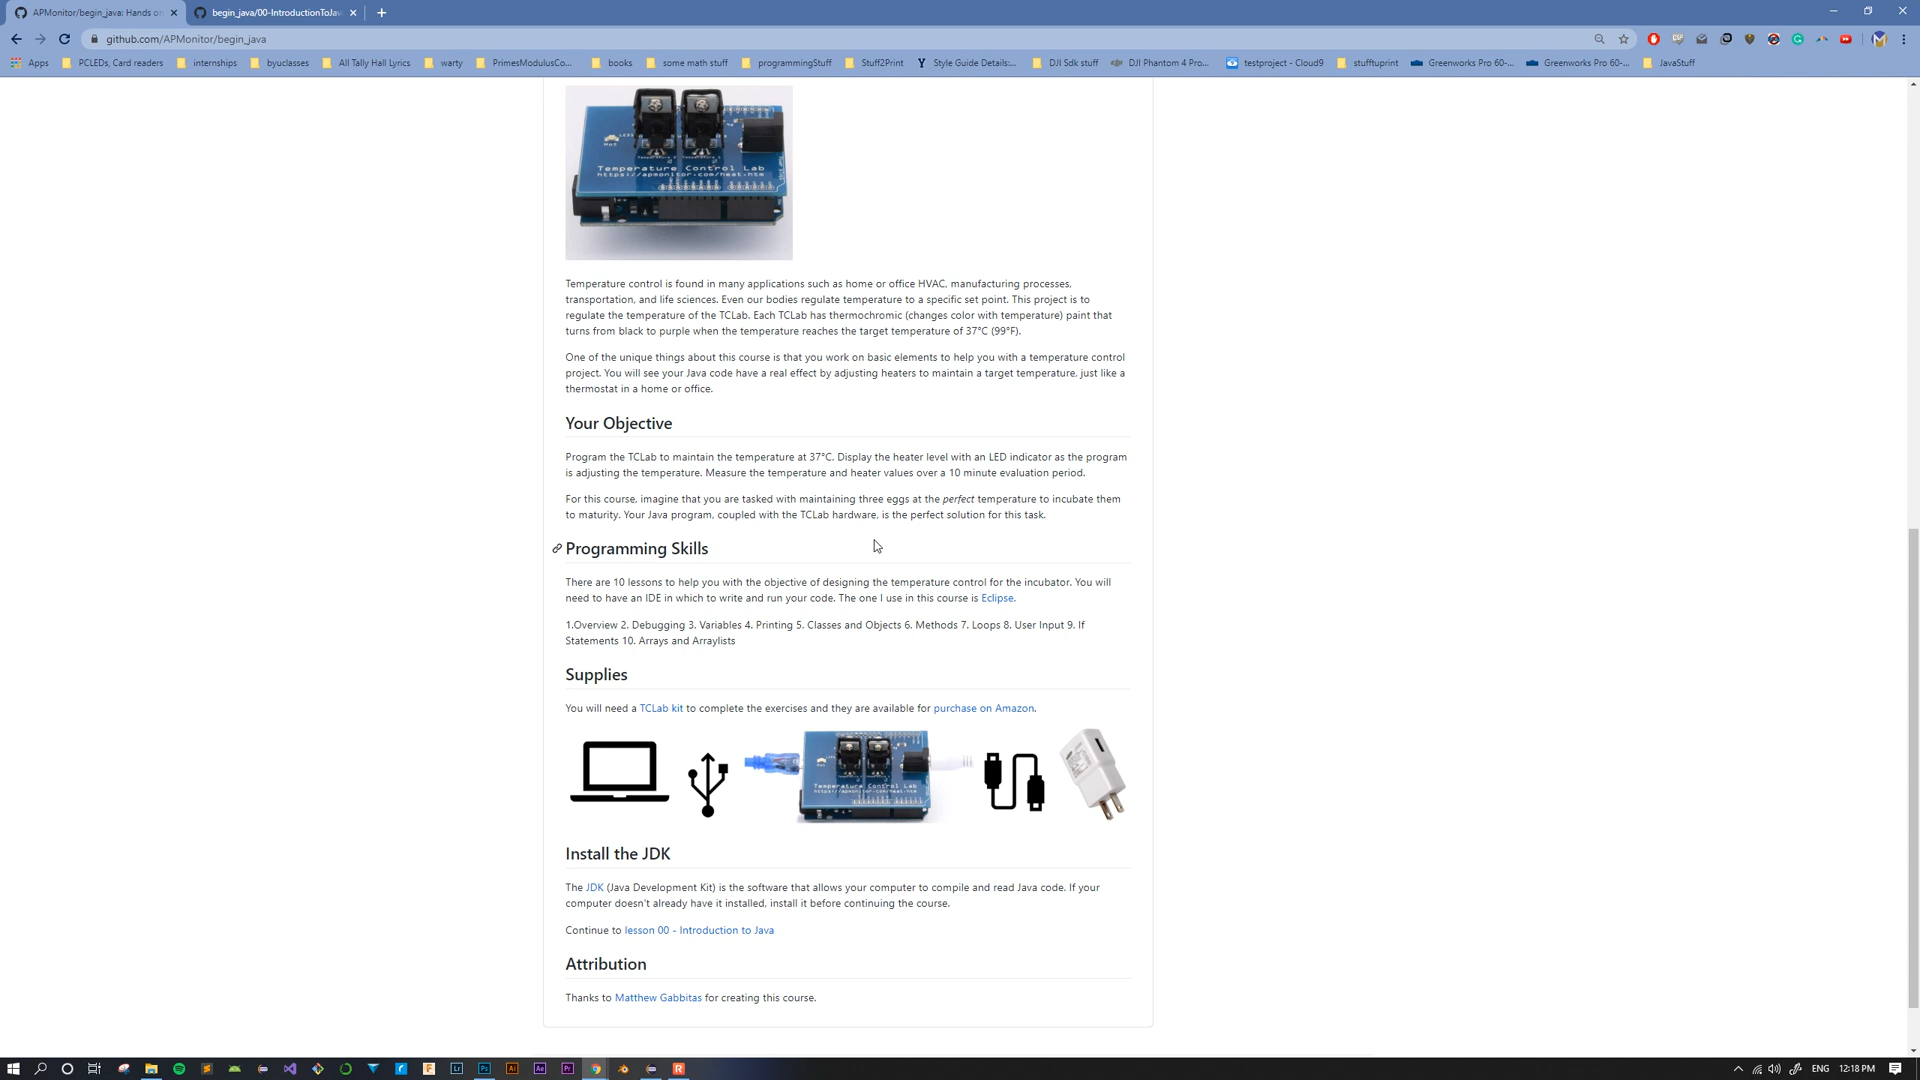 APMonitor/begin_java: Hands on
begin_java/00-IntroductionToJav
github.com/APMonitor/begin_java
Apps
PCLEDs, Card readers
internships
byuclasses
All Tally Hall Lyrics
warty
PrimesModulusCo...
books
some math stuff
programmingStuff
Stuff2Print
Style Guide Details:...
DJI Sdk stuff
DJI Phantom 4 Pro...
testproject - Cloud9
stufftuprint
Greenworks Pro 60-...
Greenworks Pro 60-...
JavaStuff
Temperature Control Lab
https://apmonitor.com/heat.htm
Temperature control is found in many applications such as home or office HVAC, manufacturing processes,
transportation, and life sciences. Even our bodies regulate temperature to a specific set point. This project is to
regulate the temperature of the TCLab. Each TCLab has thermochromic (changes color with temperature) paint that
turns from black to purple when the temperature reaches the target temperature of 37°C (99°F).
One of the unique things about this course is that you work on basic elements to help you with a temperature control
project. You will see your Java code have a real effect by adjusting heaters to maintain a target temperature, just like a
thermostat in a home or office.
Your Objective
Program the TCLab to maintain the temperature at 37°C. Display the heater level with an LED indicator as the program
is adjusting the temperature. Measure the temperature and heater values over a 10 minute evaluation period.
For this course, imagine that you are tasked with maintaining three eggs at the perfect temperature to incubate them
to maturity. Your Java program, coupled with the TCLab hardware, is the perfect solution for this task.
Programming Skills
There are 10 lessons to help you with the objective of designing the temperature control for the incubator. You will
need to have an IDE in which to write and run your code. The one I use in this course is Eclipse.
1.Overview 2. Debugging 3. Variables 4. Printing 5. Classes and Objects 6. Methods 7. Loops 8. User Input 9. If
Statements 10. Arrays and Arraylists
Supplies
You will need a TCLab kit to complete the exercises and they are available for purchase on Amazon.
Temperature Control Lab
https://apmonitor.com/heat.htm
Install the JDK
The JDK (Java Development Kit) is the software that allows your computer to compile and read Java code. If your
computer doesn't already have it installed, install it before continuing the course.
Continue to lesson 00 - Introduction to Java
Attribution
Thanks to Matthew Gabbitas for creating this course.
ENG
12:18 PM